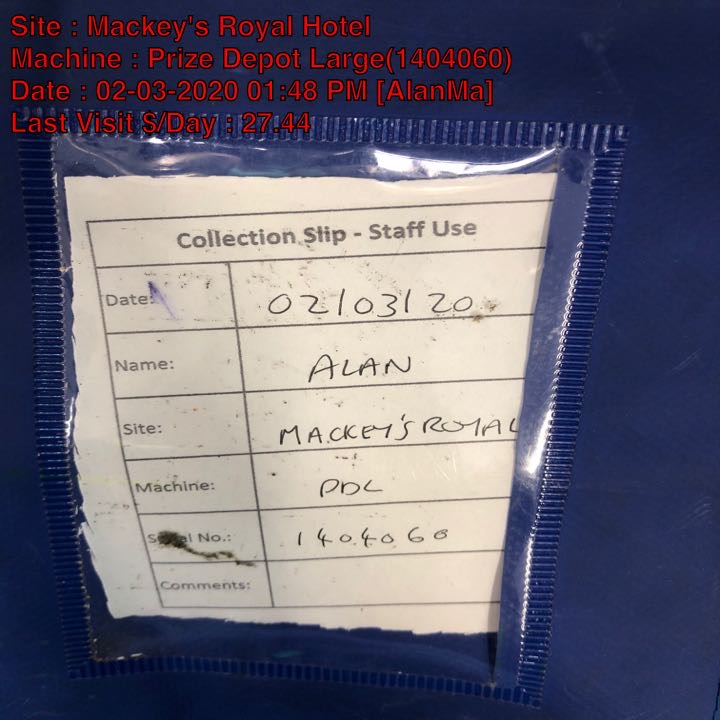 Site : Mackey's Royal Hotel
Machine : Prize Depot Large(1404060)
Date : 02-03-2020 01:48 PM [AlanMa]
Last Visit $/Day : 27.44
Collection Slip - Staff Use
Date: 02/03/20
Name: ALAN
Site: MACKEY'S ROYAL
Machine: PDL
Serial No.: 1404060
Comments: